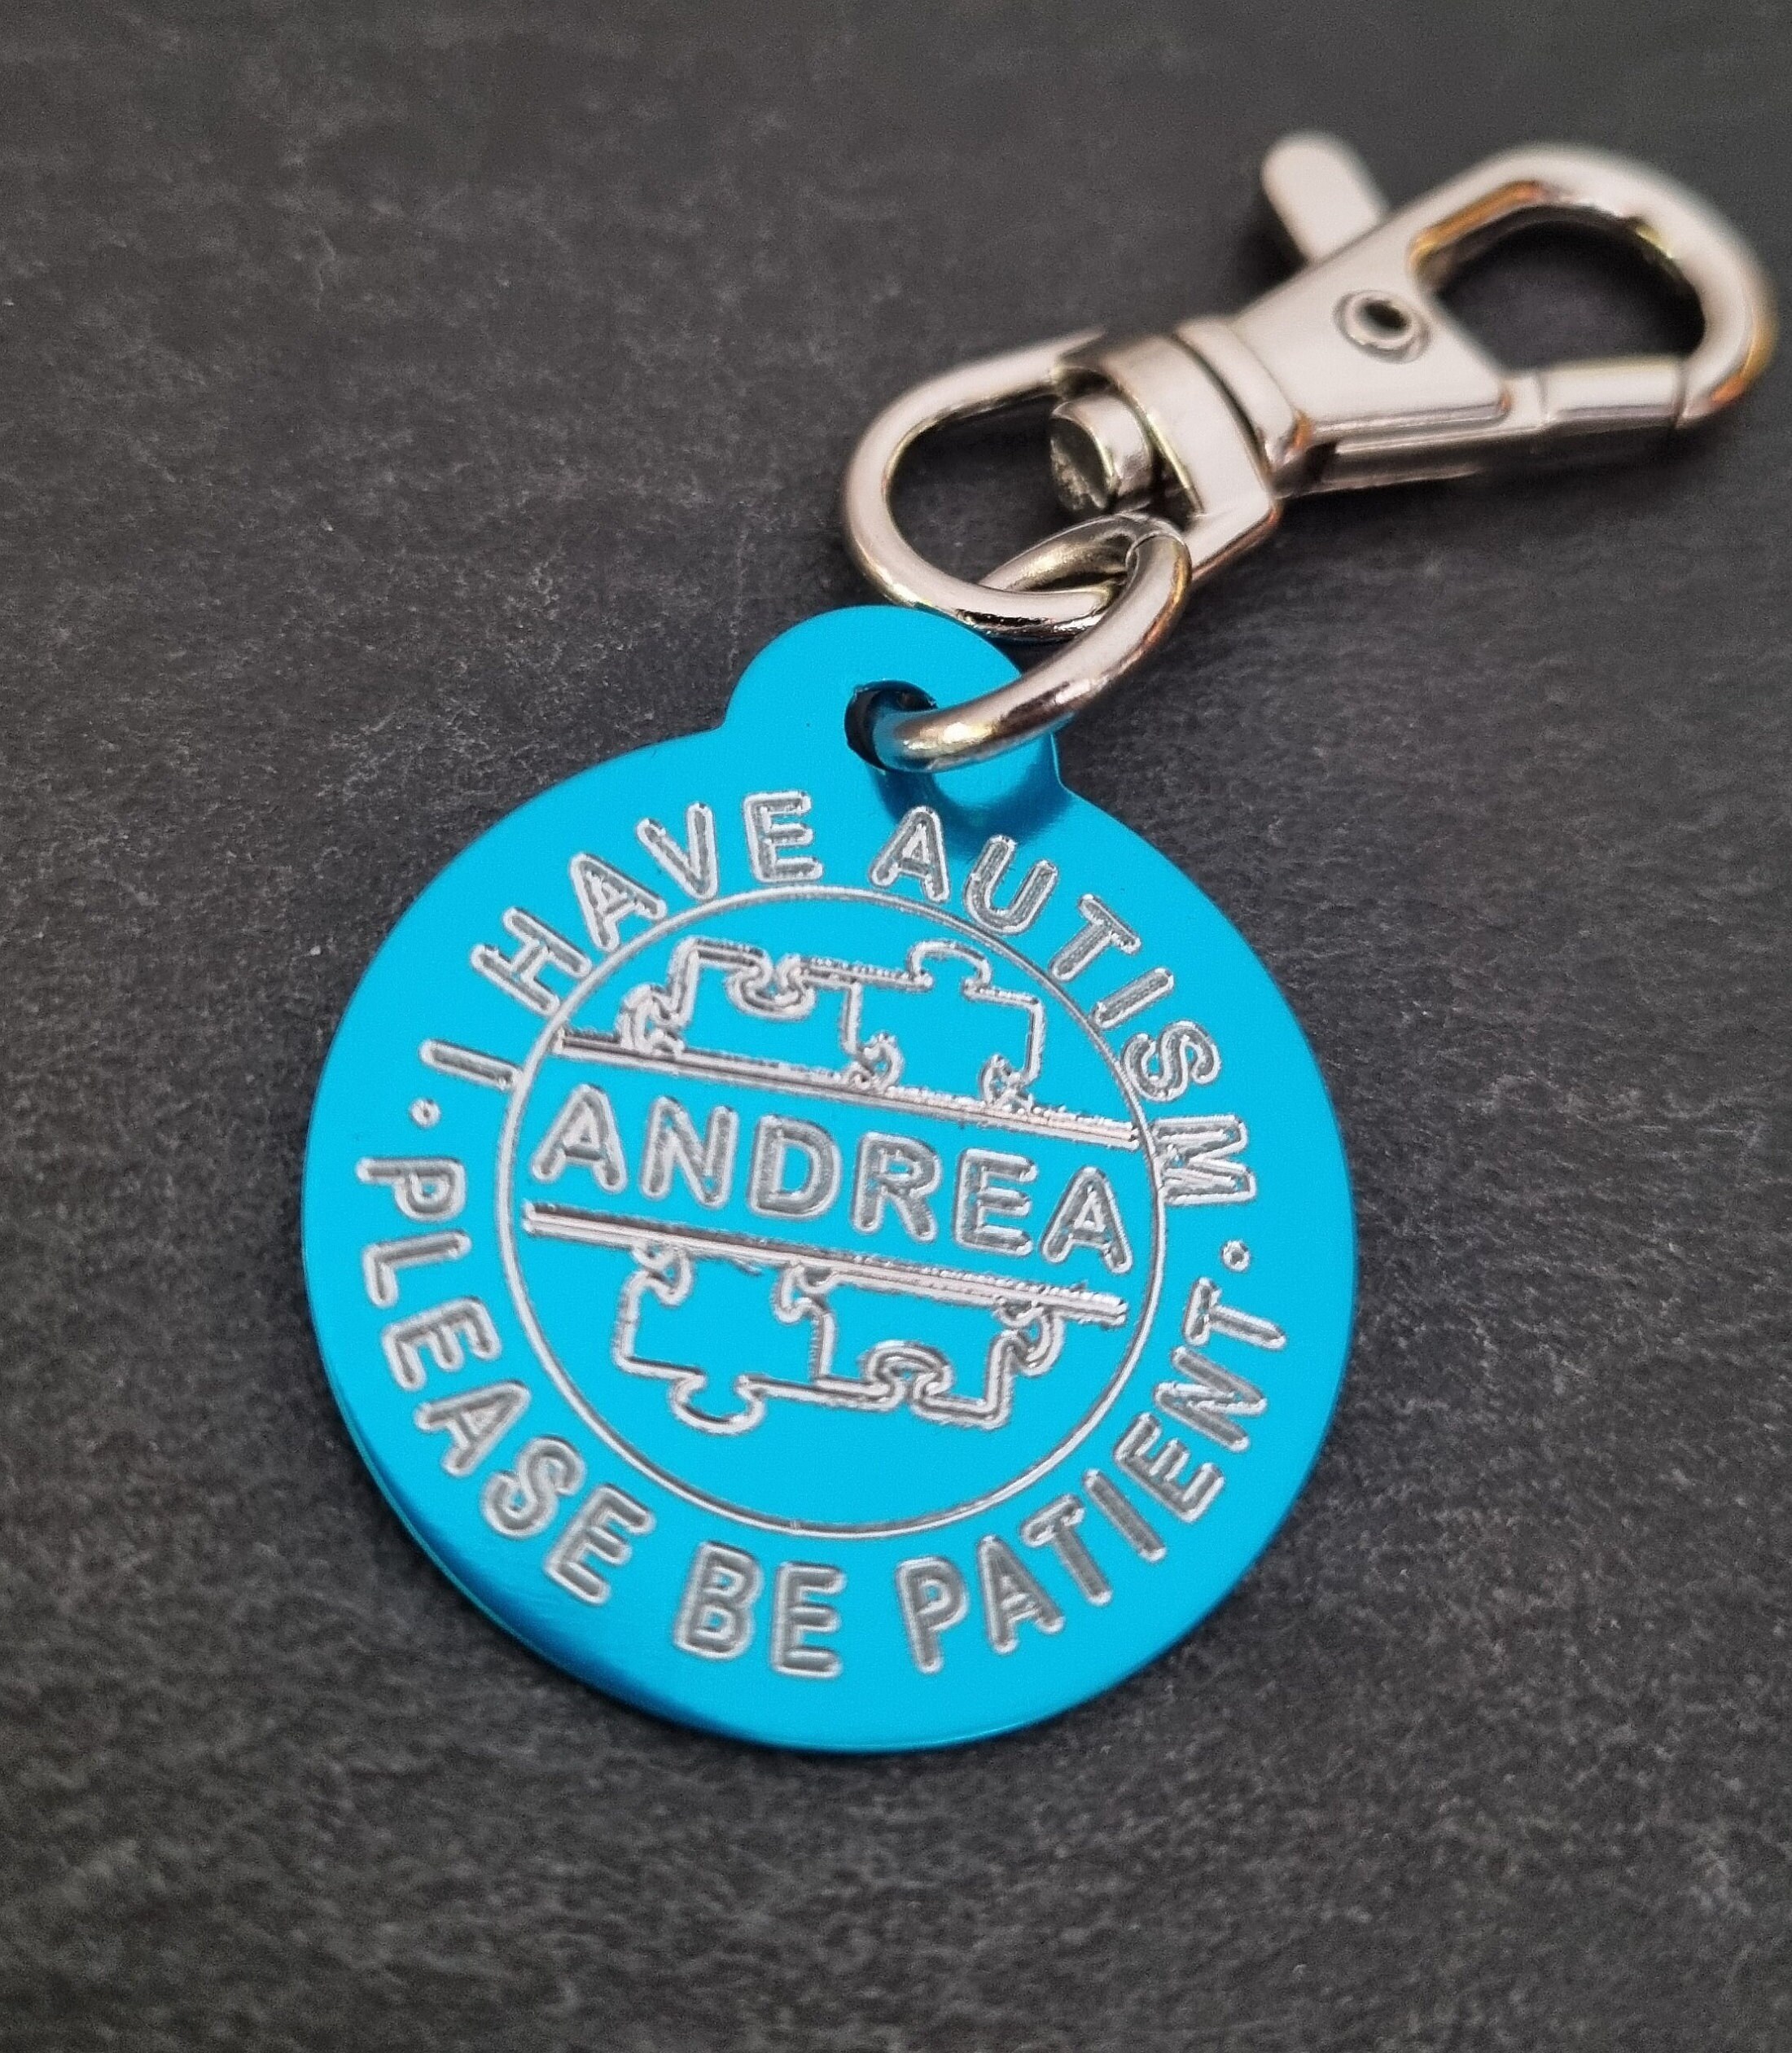 I HAVE AUTISM
ANDREA
• PLEASE BE PATIENT •